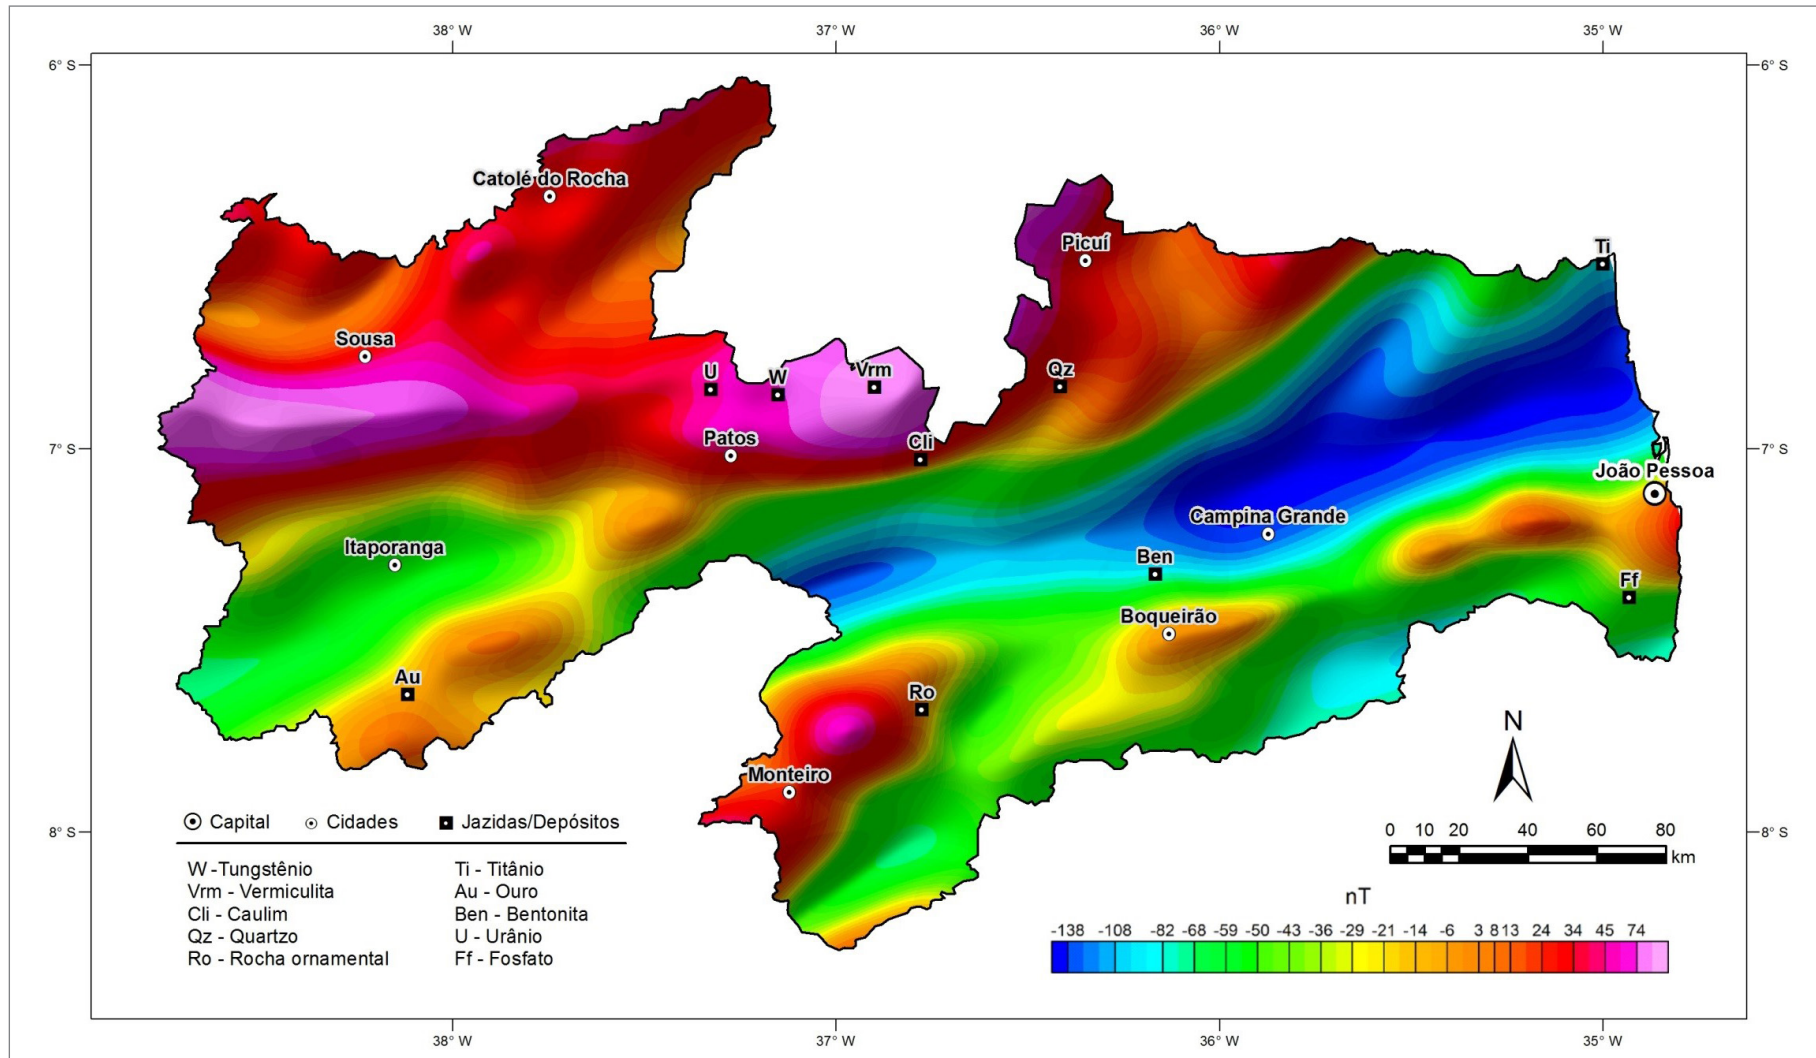 38° W 37° W 36° W 35° W
6° S 6° S
Catolé do Rocha
Picuí
Ti
Sousa
U W Vrm Qz
Patos Cli
7° S 7° S
João Pessoa
Campina Grande
Itaporanga
Ben
Ff
Boqueirão
Au
Ro
N
Monteiro
8° S 8° S
Capital Cidades Jazidas/Depósitos
0 10 20 40 60 80
km
W -Tungstênio Ti - Titânio
Vrm - Vermiculita Au - Ouro
Cli - Caulim Ben - Bentonita
Qz - Quartzo U - Urânio
Ro - Rocha ornamental Ff - Fosfato
nT
-138 -108 -82 -68 -59 -50 -43 -36 -29 -21 -14 -6 3 8 13 24 34 45 74
38° W 37° W 36° W 35° W